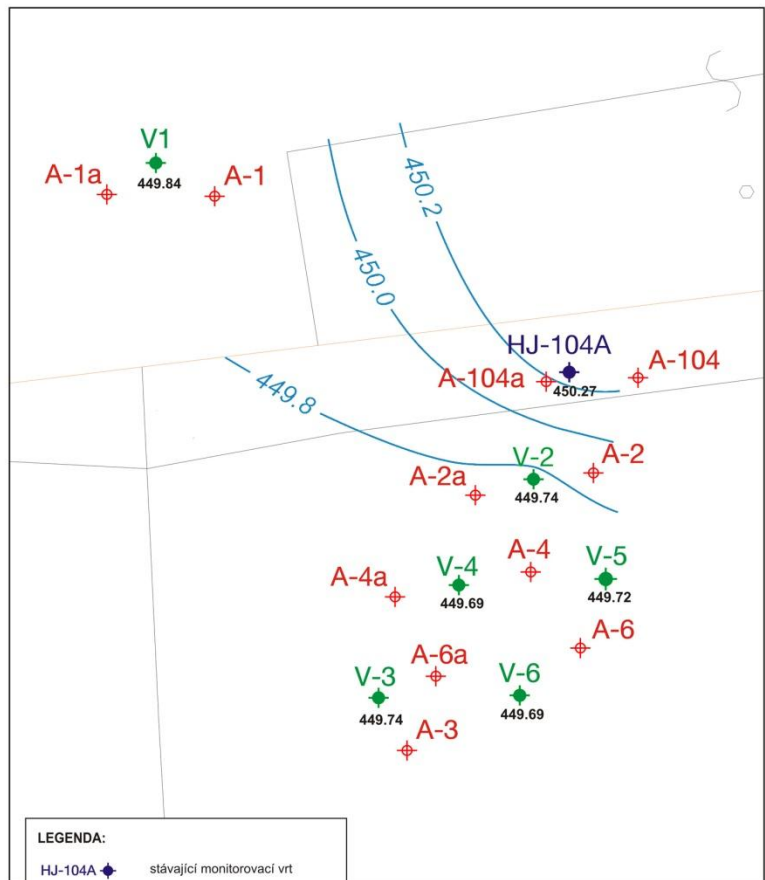 V1
A-1a
449.84
A-1
450.2
450.0
HJ-104A
A-104a
450.27
A-104
449.8
A-2
V-2
A-2a
449.74
A-4
V-4
V-5
A-4a
449.69
449.72
A-6
A-6a
V-3
V-6
449.74
449.69
A-3
LEGENDA:
HJ-104A stávající monitorovací vrt